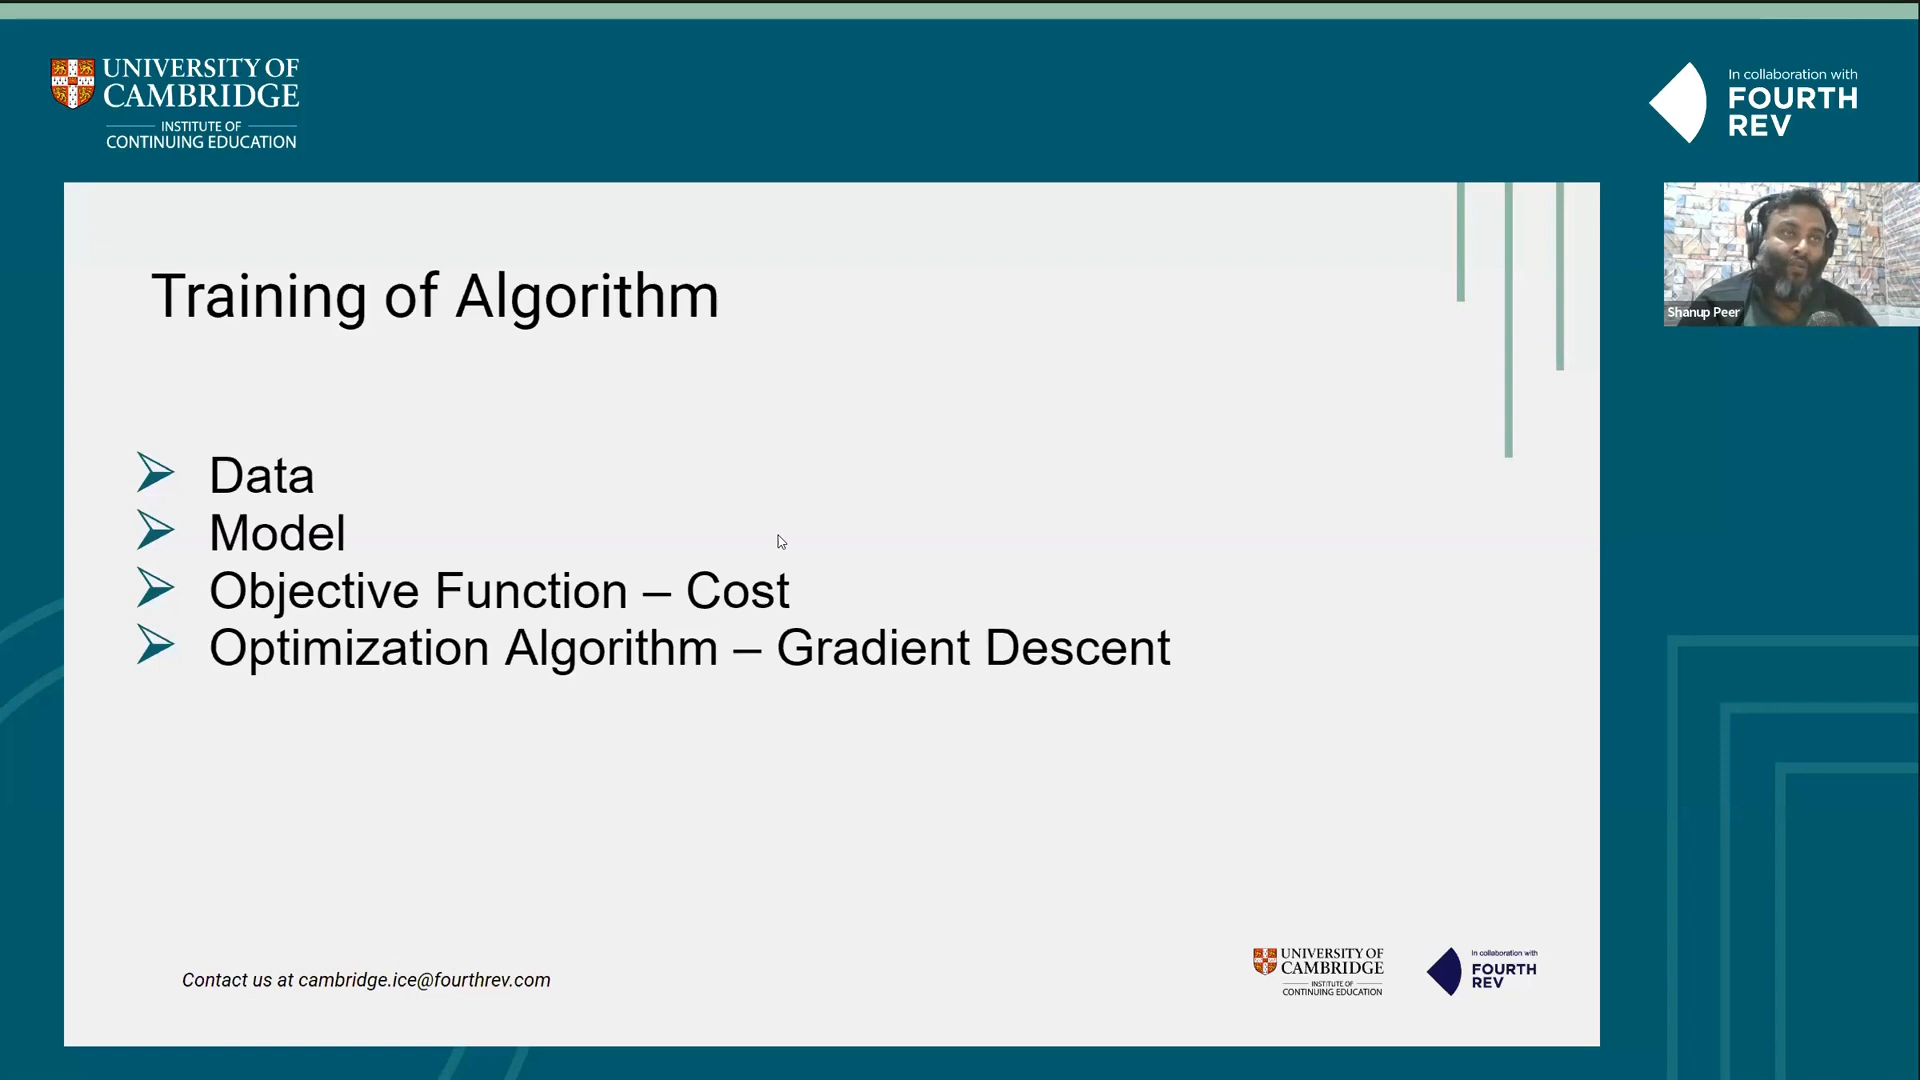 UNIVERSITY OF
CAMBRIDGE
INSTITUTE OF
CONTINUING EDUCATION
In collaboration with
FOURTH
REV
Shanup Peer
Training of Algorithm
Data
Model
Objective Function – Cost
Optimization Algorithm – Gradient Descent
Contact us at cambridge.ice@fourthrev.com
UNIVERSITY OF
CAMBRIDGE
INSTITUTE OF
CONTINUING EDUCATION
In collaboration with
FOURTH
REV